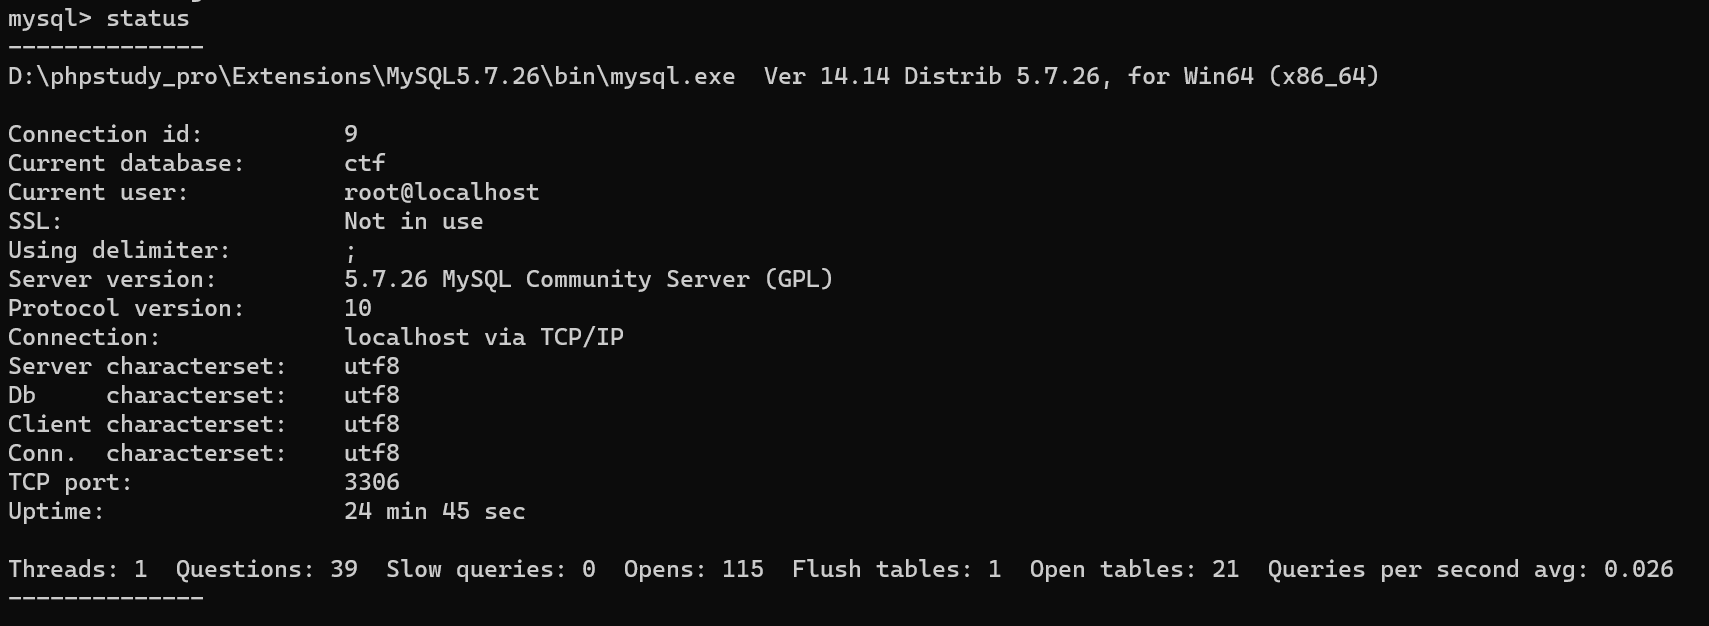 mysql> status
--------------
D:\phpstudy_pro\Extensions\MySQL5.7.26\bin\mysql.exe  Ver 14.14 Distrib 5.7.26, for Win64 (x86_64)

Connection id:          9
Current database:       ctf
Current user:           root@localhost
SSL:                    Not in use
Using delimiter:        ;
Server version:         5.7.26 MySQL Community Server (GPL)
Protocol version:       10
Connection:             localhost via TCP/IP
Server characterset:    utf8
Db     characterset:    utf8
Client characterset:    utf8
Conn.  characterset:    utf8
TCP port:               3306
Uptime:                 24 min 45 sec

Threads: 1  Questions: 39  Slow queries: 0  Opens: 115  Flush tables: 1  Open tables: 21  Queries per second avg: 0.026
--------------